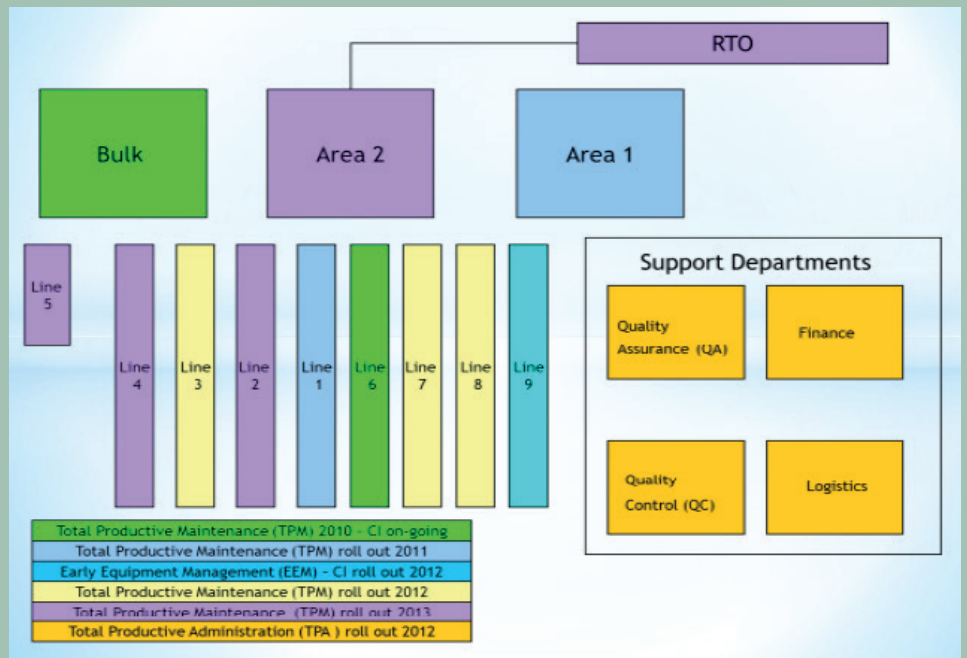 RTO
Bulk
Area 2
Area 1
Line
5
Line
4
Line
3
Line
2
Line
1
Line
6
Line
7
Line
8
Line
9
Support Departments
Quality
Assurance (QA)
Finance
Quality
Control (QC)
Logistics
Total Productive Maintenance (TPM) 2010 - CI on-going
Total Productive Maintenance (TPM) roll out 2011
Early Equipment Management (EEM) - CI roll out 2012
Total Productive Maintenance (TPM) roll out 2012
Total Productive Maintenance (TPM) roll out 2013
Total Productive Administration (TPA ) roll out 2012